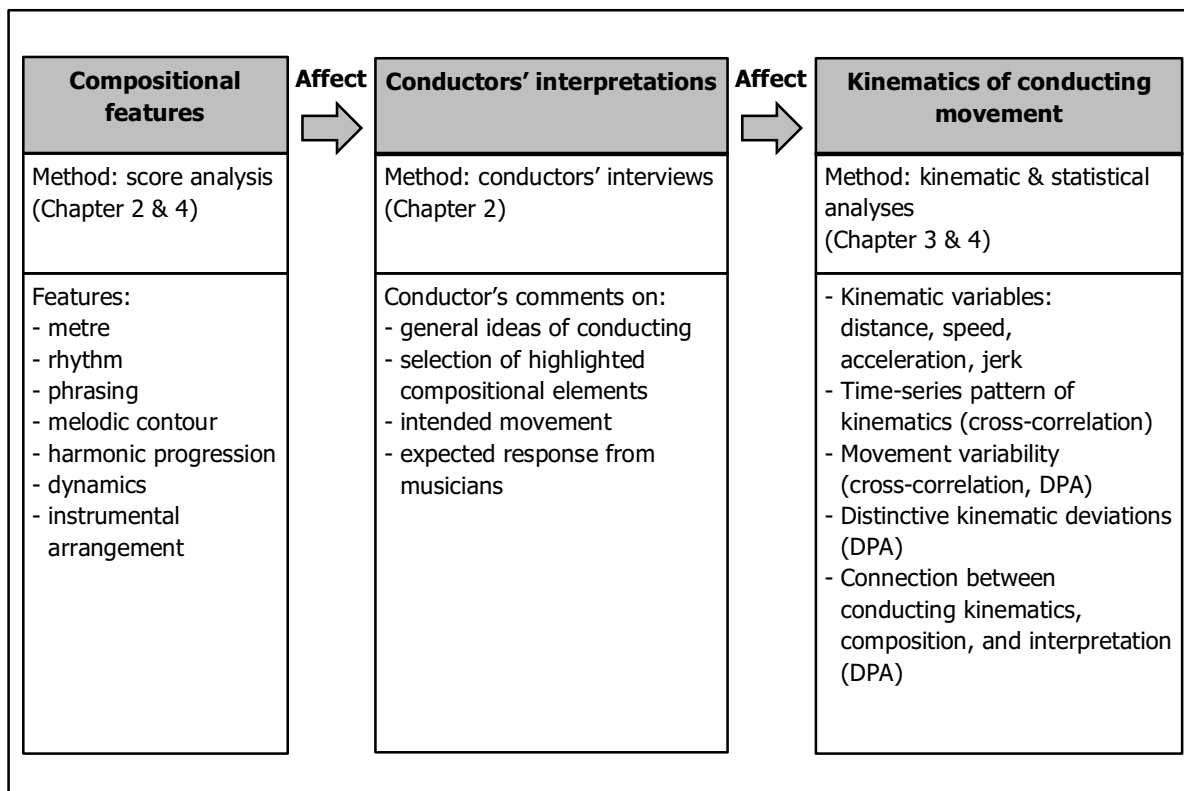 Compositional
features
Method: score analysis
(Chapter 2 & 4)
Features:
- metre
- rhythm
- phrasing
- melodic contour
- harmonic progression
- dynamics
- instrumental
arrangement
Affect
Conductors’ interpretations
Method: conductors’ interviews
(Chapter 2)
Conductor’s comments on:
- general ideas of conducting
- selection of highlighted
compositional elements
- intended movement
- expected response from
musicians
Affect
Kinematics of conducting
movement
Method: kinematic & statistical
analyses
(Chapter 3 & 4)
- Kinematic variables:
distance, speed,
acceleration, jerk
- Time-series pattern of
kinematics (cross-correlation)
- Movement variability
(cross-correlation, DPA)
- Distinctive kinematic deviations
(DPA)
- Connection between
conducting kinematics,
composition, and interpretation
(DPA)